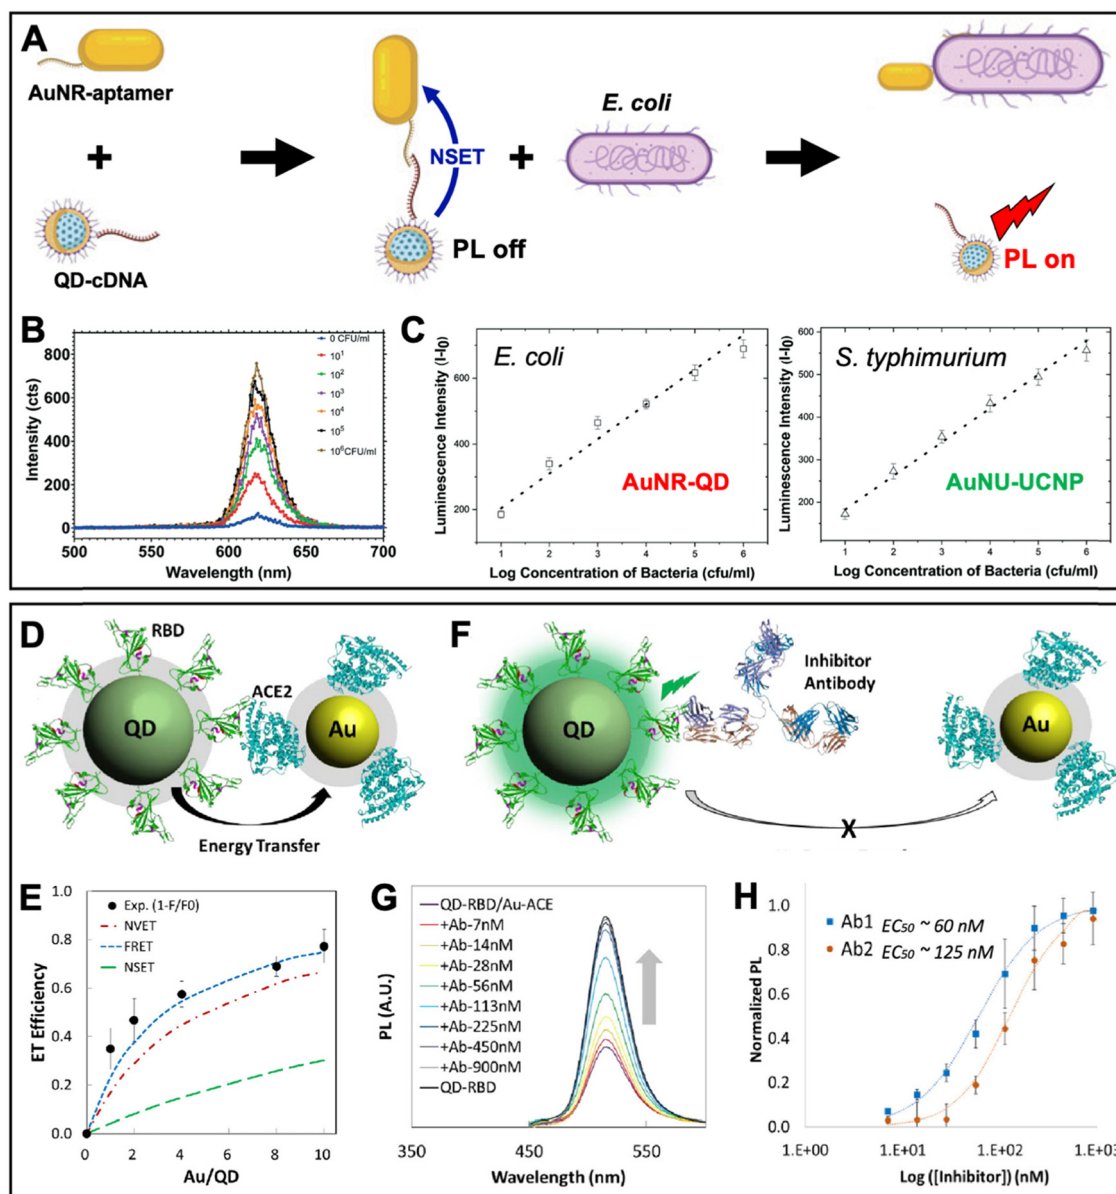 A
AuNR-aptamer
+
QD-cDNA
NSET
PL off
+
E. coli
PL on
B
Intensity (cts)
800
600
400
200
0
500
550
600
650
700
Wavelength (nm)
0 CFU/ml
10¹
10²
10³
10⁴
10⁵
10⁶CFU/ml
C
Luminescence Intensity (I-I₀)
600
400
200
E. coli
AuNR-QD
1 2 3 4 5 6
Log Concentration of Bacteria (cfu/ml)
Luminescence Intensity (I-I₀)
500
400
300
200
100
S. typhimurium
AuNU-UCNP
1 2 3 4 5 6
Log Concentration of Bacteria (cfu/ml)
D
RBD
ACE2
QD
Au
Energy Transfer
F
QD
Inhibitor
Antibody
Au
X
E
ET Efficiency
1.0
0.8
0.6
0.4
0.2
0.0
Exp. (1-F/F0)
NVET
FRET
NSET
0 2 4 6 8 10
Au/QD
G
PL (A.U.)
QD-RBD/Au-ACE
+Ab-7nM
+Ab-14nM
+Ab-28nM
+Ab-56nM
+Ab-113nM
+Ab-225nM
+Ab-450nM
+Ab-900nM
QD-RBD
350 450 550
Wavelength (nm)
H
Normalized PL
1.0
0.8
0.6
0.4
0.2
0.0
Ab1 EC₅₀ ~ 60 nM
Ab2 EC₅₀ ~ 125 nM
1.E+00 1.E+01 1.E+02 1.E+03
Log ([Inhibitor]) (nM)